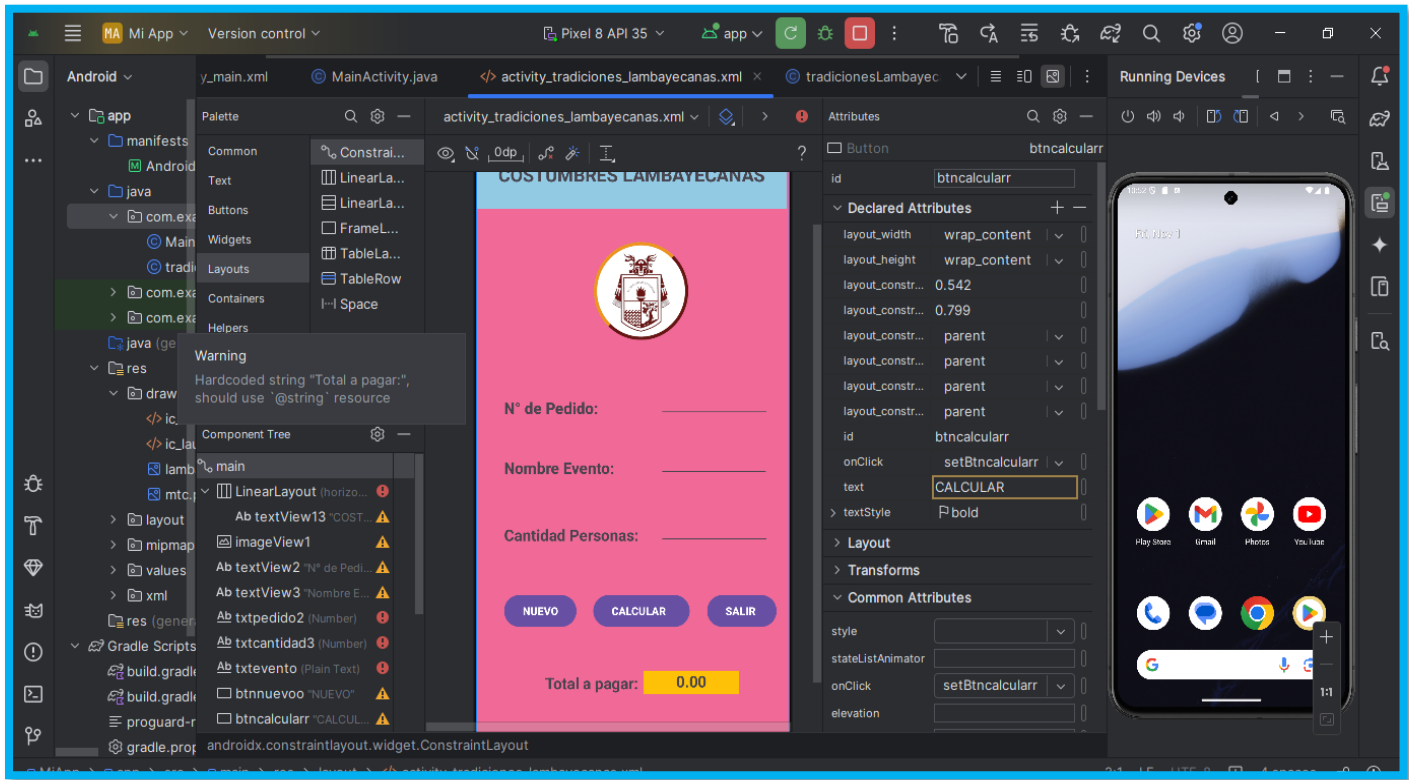 MA Mi App Version control Pixel 8 API 35 app
Android
y_main.xml MainActivity.java activity_tradiciones_lambayecanas.xml tradicionesLambayec
Running Devices
app
manifests
Android
java
com.exa
Main
tradi
com.exa
com.exa
java (ge
res
draw
ic_
ic_lau
lamb
mtc.p
layout
mipmap
values
xml
res (gener
Gradle Scripts
build.gradle
build.gradle
proguard-r
gradle.prop
Palette
Common
Text
Buttons
Widgets
Layouts
Containers
Helpers
Constrai...
LinearLa...
LinearLa...
FrameL...
TableLa...
TableRow
Space
Warning
Hardcoded string "Total a pagar:",
should use `@string` resource
Component Tree
main
LinearLayout (horizo...
Ab textView13 "COST...
imageView1
Ab textView2 "N° de Pedi...
Ab textView3 "Nombre E...
Ab txtpedido2 (Number)
Ab txtcantidad3 (Number)
Ab txtevento (Plain Text)
btnnuevoo "NUEVO"
btncalcularr "CALCUL...
androidx.constraintlayout.widget.ConstraintLayout
activity_tradiciones_lambayecanas.xml
0dp
?
COSTUMBRES LAMBAYECANAS
N° de Pedido:
Nombre Evento:
Cantidad Personas:
NUEVO CALCULAR SALIR
Total a pagar: 0.00
Attributes
Button btncalcularr
id btncalcularr
Declared Attributes
layout_width wrap_content
layout_height wrap_content
layout_constr... 0.542
layout_constr... 0.799
layout_constr... parent
layout_constr... parent
layout_constr... parent
layout_constr... parent
id btncalcularr
onClick setBtncalcularr
text CALCULAR
textStyle bold
Layout
Transforms
Common Attributes
style
stateListAnimator
onClick setBtncalcularr
elevation
10:52
Play Store Gmail Photos YouTube
G
1:1